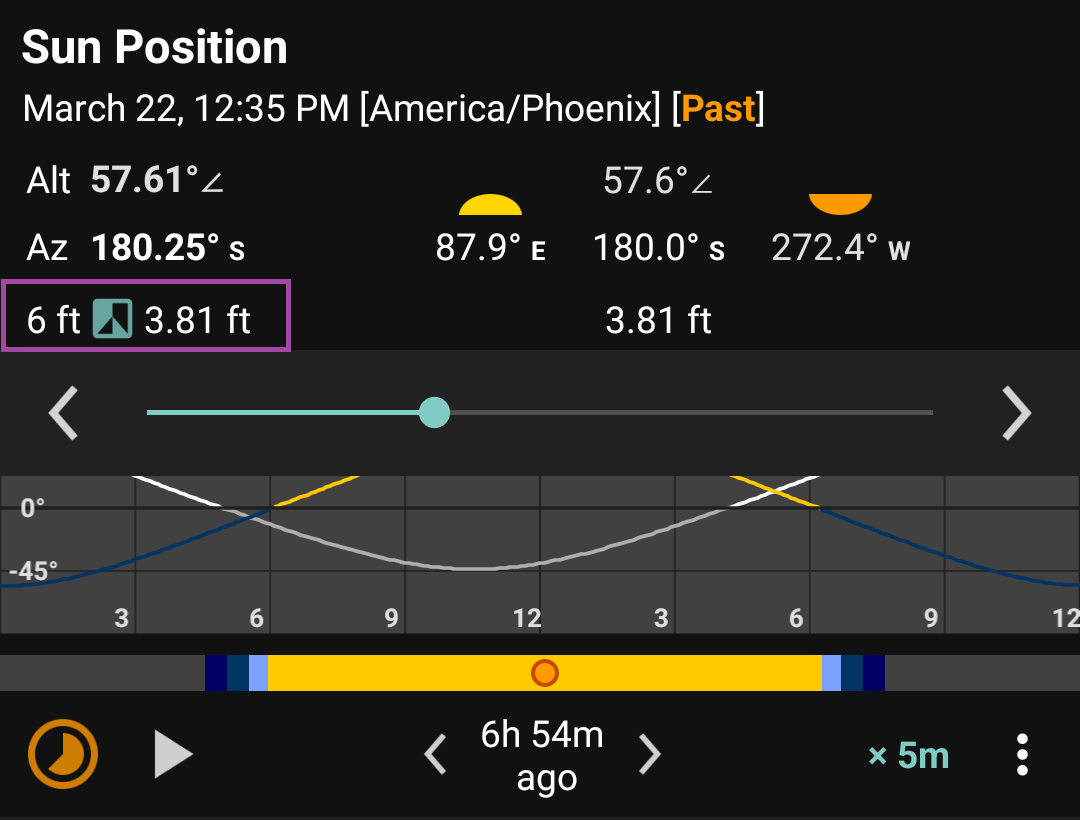 Sun Position
March 22, 12:35 PM [America/Phoenix] [Past]
Alt 57.61°∠ 57.6°∠
Az 180.25° S 87.9° E 180.0° S 272.4° W
6 ft 3.81 ft 3.81 ft
0°
-45°
3 6 9 12 3 6 9 12
6h 54m
ago
× 5m